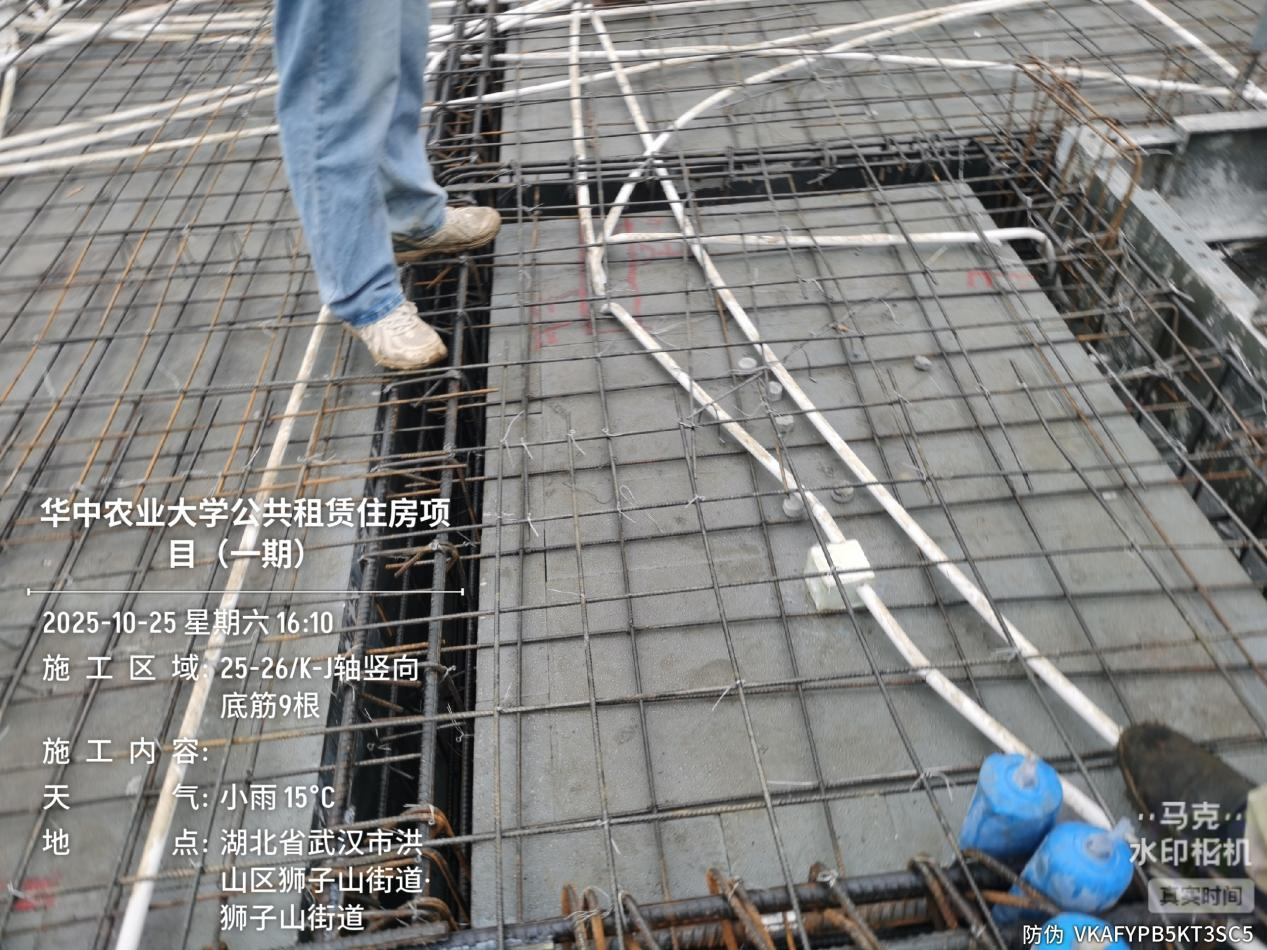 华中农业大学公共租赁住房项
目（一期）
2025-10-25 星期六 16:10
施工区域: 25-26/K-J轴竖向
底筋9根
施工内容:
天气: 小雨 15°C
地点: 湖北省武汉市洪
山区狮子山街道·
狮子山街道
马克
水印相机
真实时间
防伪 VKAFYPB5KT3SC5